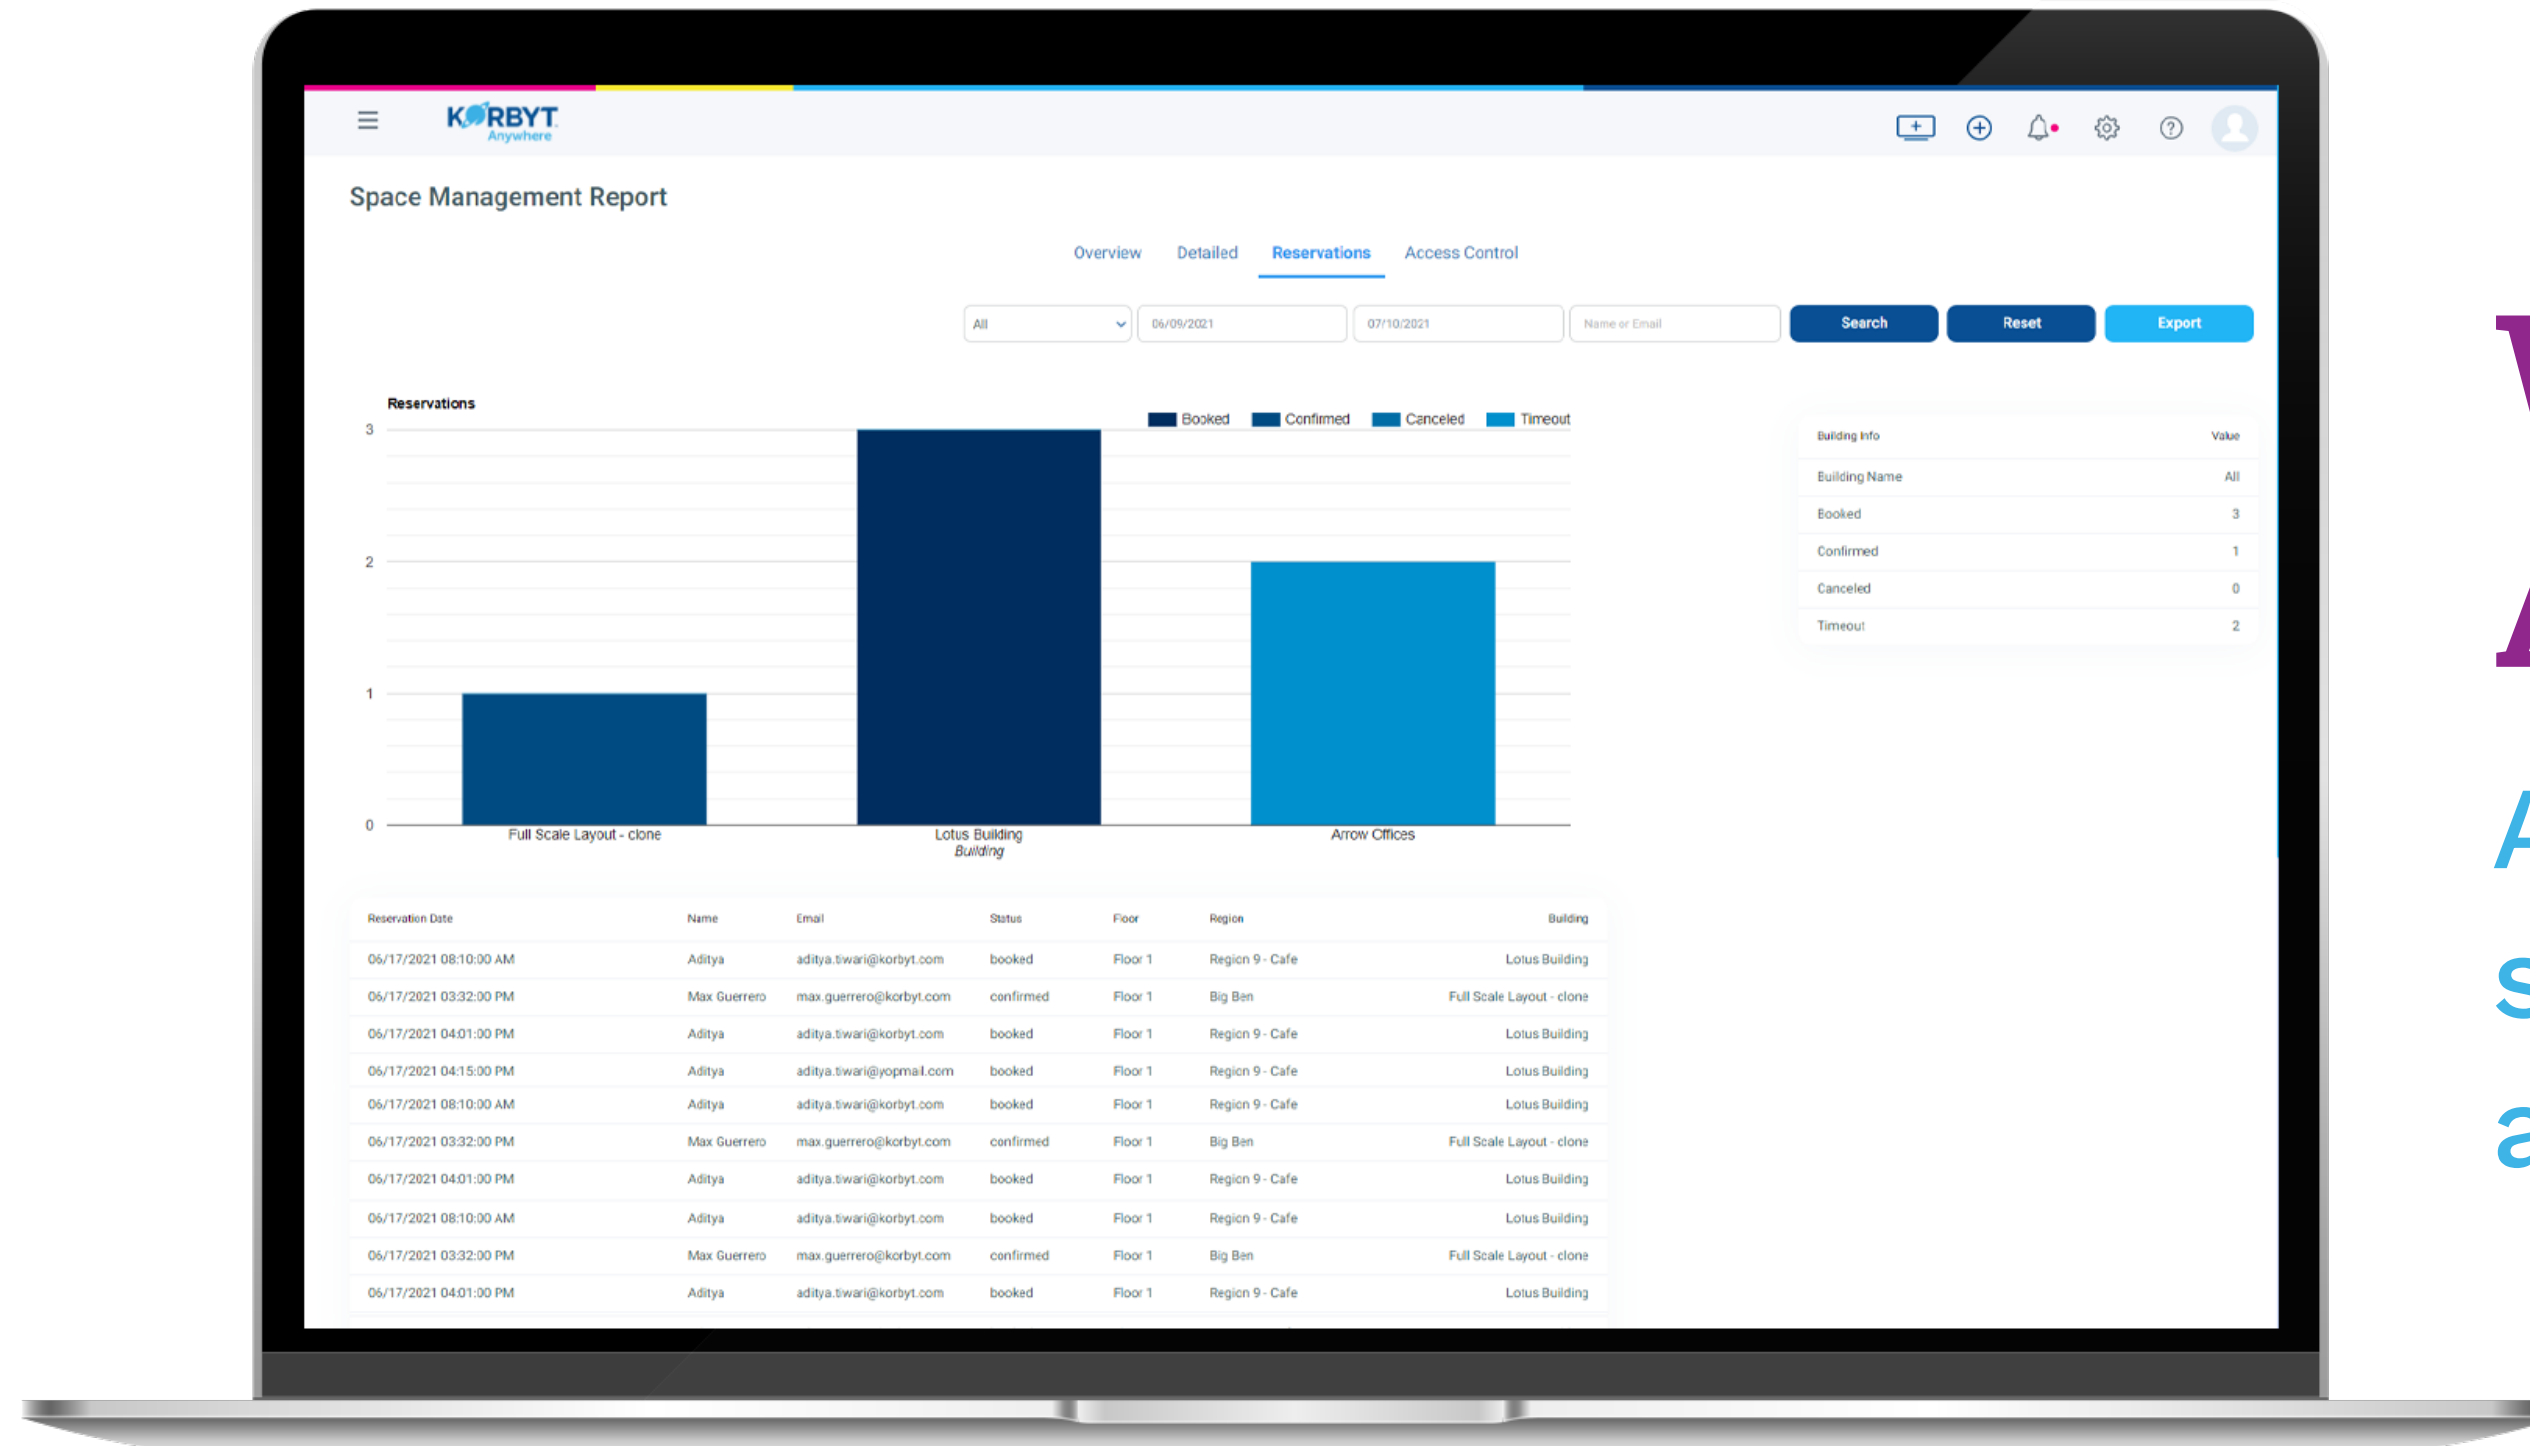 KORBYT
Anywhere
Space Management Report
Overview Detailed Reservations Access Control
All 06/09/2021 07/10/2021 Name or Email Search Reset Export
Reservations
Booked Confirmed Canceled Timeout
3
2
1
0
Full Scale Layout - clone Lotus Building Arrow Offices
Building
Building Info Value
Building Name All
Booked 3
Confirmed 1
Canceled 0
Timeout 2
Reservation Date Name Email Status Floor Region Building
06/17/2021 08:10:00 AM Aditya aditya.tiwari@korbyt.com booked Floor 1 Region 9 - Cafe Lotus Building
06/17/2021 03:32:00 PM Max Guerrero max.guerrero@korbyt.com confirmed Floor 1 Big Ben Full Scale Layout - clone
06/17/2021 04:01:00 PM Aditya aditya.tiwari@korbyt.com booked Floor 1 Region 9 - Cafe Lotus Building
06/17/2021 04:15:00 PM Aditya aditya.tiwari@yopmail.com booked Floor 1 Region 9 - Cafe Lotus Building
06/17/2021 08:10:00 AM Aditya aditya.tiwari@korbyt.com booked Floor 1 Region 9 - Cafe Lotus Building
06/17/2021 03:32:00 PM Max Guerrero max.guerrero@korbyt.com confirmed Floor 1 Big Ben Full Scale Layout - clone
06/17/2021 04:01:00 PM Aditya aditya.tiwari@korbyt.com booked Floor 1 Region 9 - Cafe Lotus Building
06/17/2021 08:10:00 AM Aditya aditya.tiwari@korbyt.com booked Floor 1 Region 9 - Cafe Lotus Building
06/17/2021 03:32:00 PM Max Guerrero max.guerrero@korbyt.com confirmed Floor 1 Big Ben Full Scale Layout - clone
06/17/2021 04:01:00 PM Aditya aditya.tiwari@korbyt.com booked Floor 1 Region 9 - Cafe Lotus Building